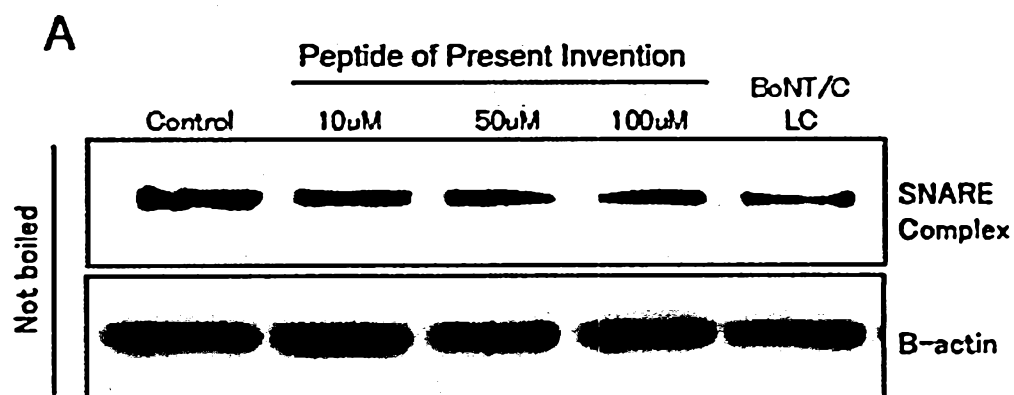 A
Peptide of Present Invention
Control
10uM
50uM
100uM
BoNT/C
LC
Not boiled
SNARE
Complex
B-actin